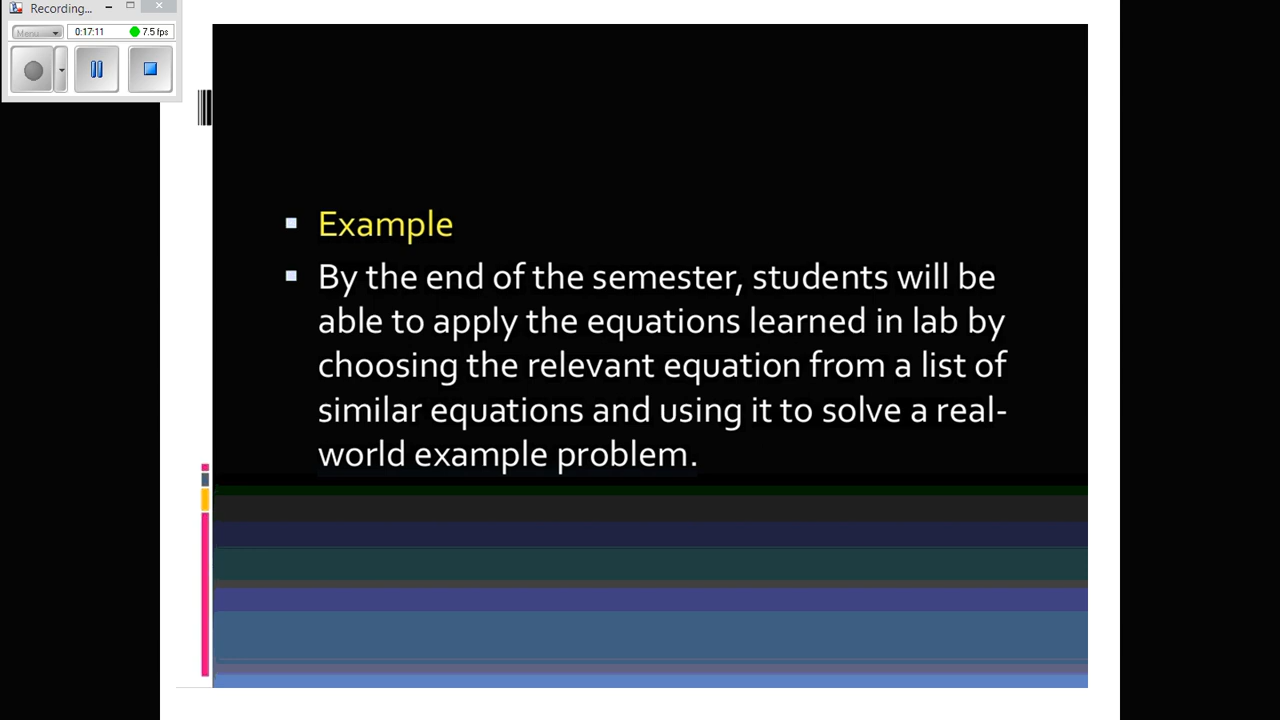 Recording...
Menu
0:17:11
7.5 fps
Example
By the end of the semester, students will be
able to apply the equations learned in lab by
choosing the relevant equation from a list of
similar equations and using it to solve a real-
world example problem.